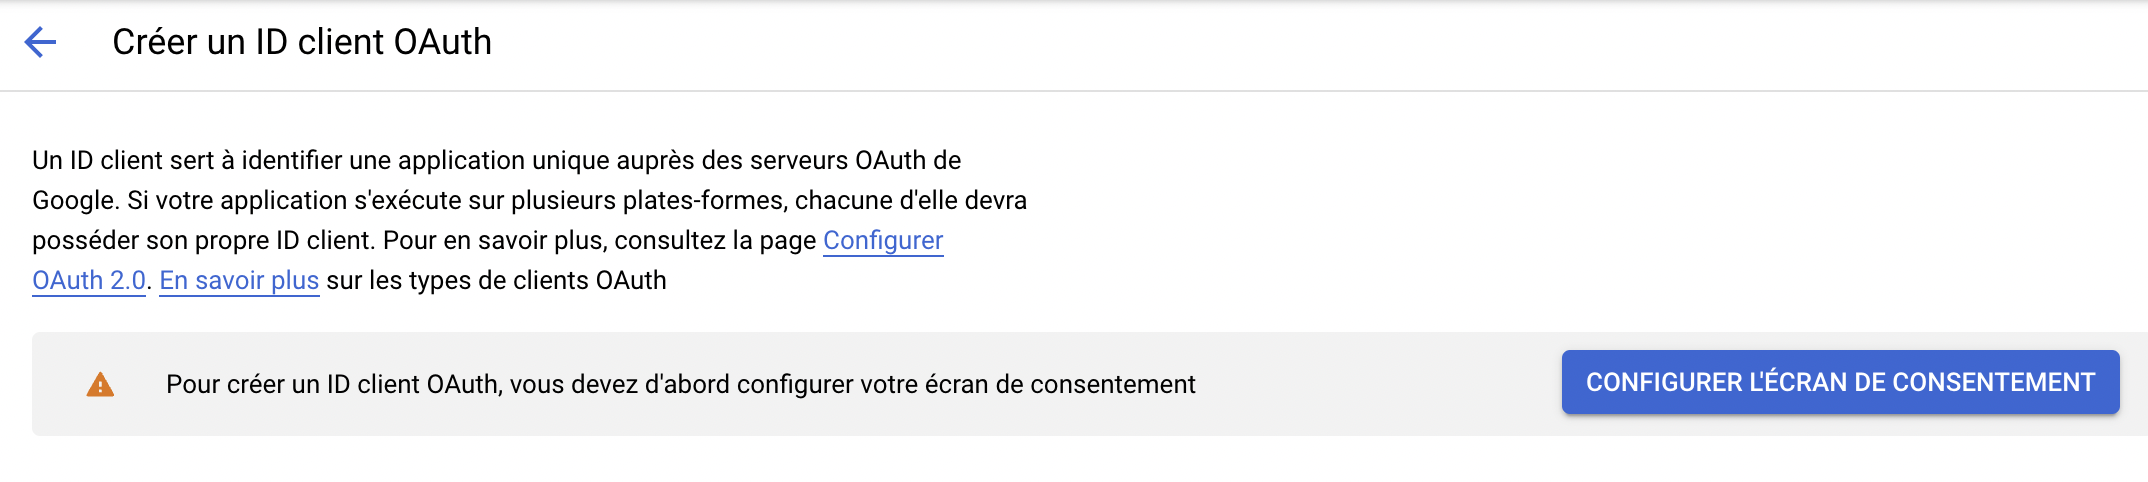 Créer un ID client OAuth
Un ID client sert à identifier une application unique auprès des serveurs OAuth de
Google. Si votre application s'exécute sur plusieurs plates-formes, chacune d'elle devra
posséder son propre ID client. Pour en savoir plus, consultez la page Configurer
OAuth 2.0. En savoir plus sur les types de clients OAuth
Pour créer un ID client OAuth, vous devez d'abord configurer votre écran de consentement
CONFIGURER L'ÉCRAN DE CONSENTEMENT